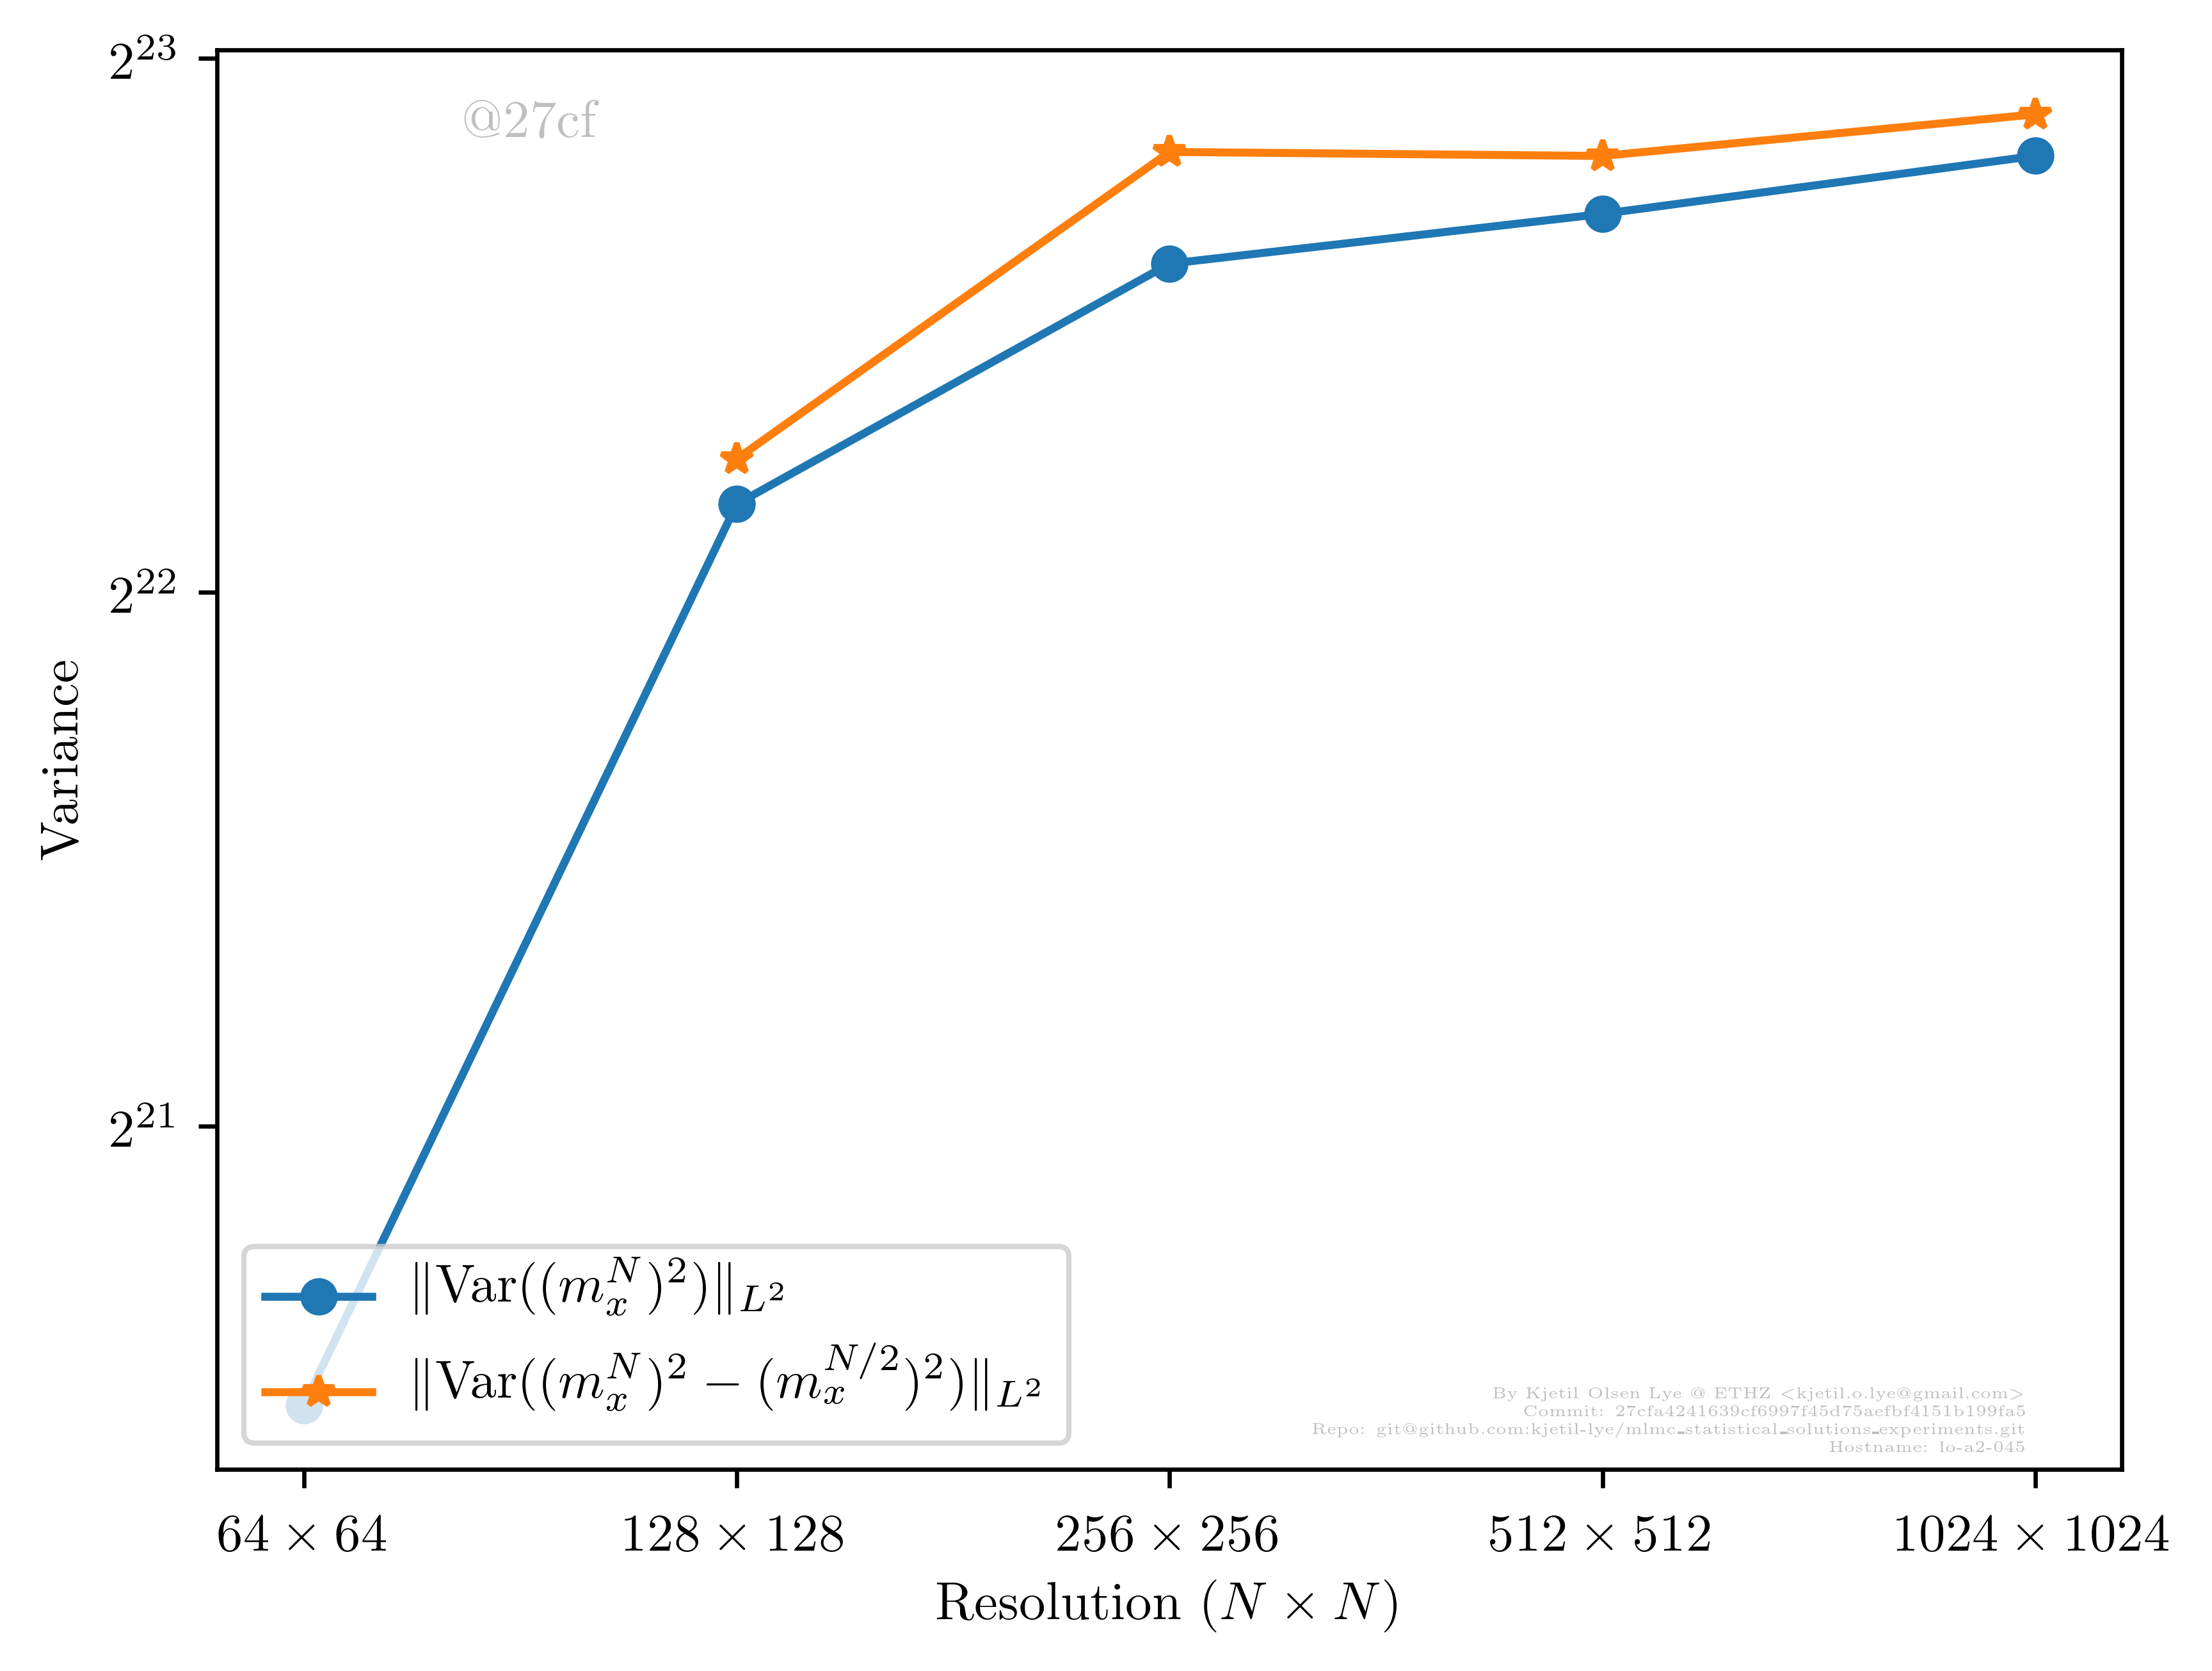 2^23
@27cf
2^22
Variance
2^21
‖Var((m_x^N)^2)‖_{L^2}
‖Var((m_x^N)^2 − (m_x^{N/2})^2)‖_{L^2}
By Kjetil Olsen Lye @ ETHZ <kjetil.o.lye@gmail.com>
Commit: 27cfa4241639cf6997f45d75aefbf4151b199fa5
Repo: git@github.com:kjetil-lye/mlmc_statistical_solutions_experiments.git
Hostname: lo-a2-045
64 × 64 128 × 128 256 × 256 512 × 512 1024 × 1024
Resolution (N × N)